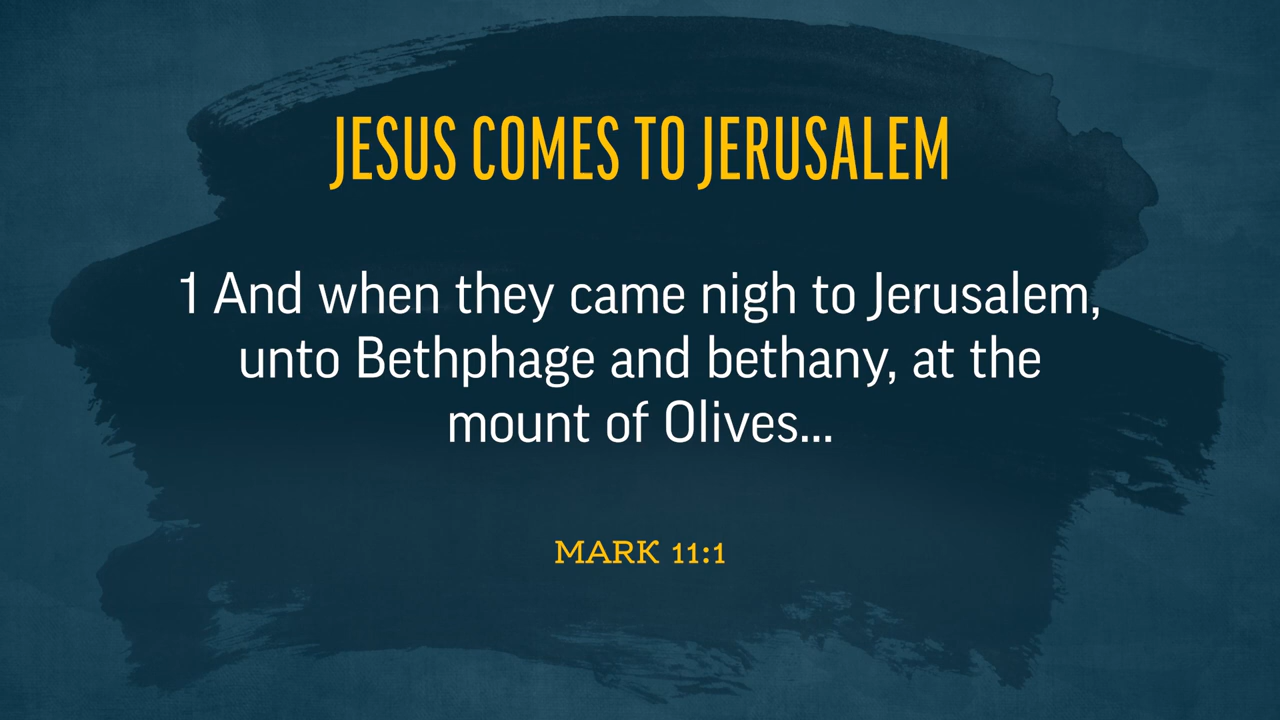 JESUS COMES TO JERUSALEM
1 And when they came nigh to Jerusalem,
unto Bethphage and bethany, at the
mount of Olives...
MARK 11:1